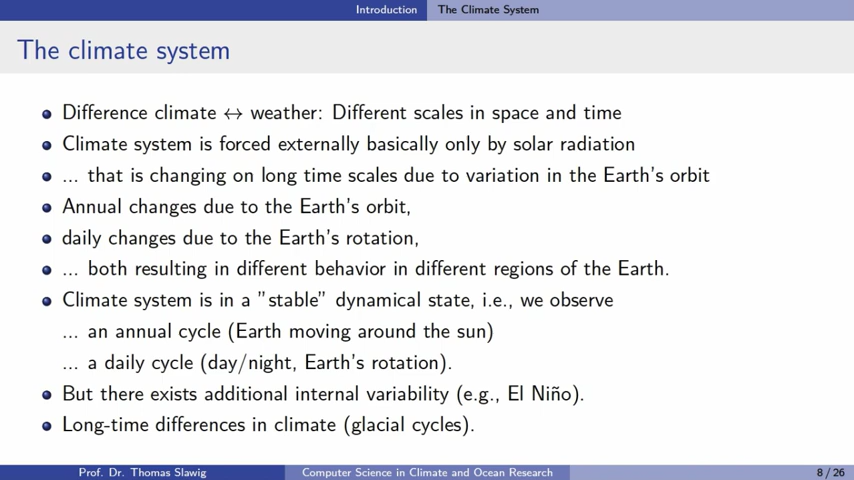 Introduction The Climate System
The climate system
Difference climate ↔ weather: Different scales in space and time
Climate system is forced externally basically only by solar radiation
... that is changing on long time scales due to variation in the Earth's orbit
Annual changes due to the Earth's orbit,
daily changes due to the Earth's rotation,
... both resulting in different behavior in different regions of the Earth.
Climate system is in a ”stable” dynamical state, i.e., we observe
... an annual cycle (Earth moving around the sun)
... a daily cycle (day/night, Earth's rotation).
But there exists additional internal variability (e.g., El Niño).
Long-time differences in climate (glacial cycles).
Prof. Dr. Thomas Slawig Computer Science in Climate and Ocean Research 8 / 26